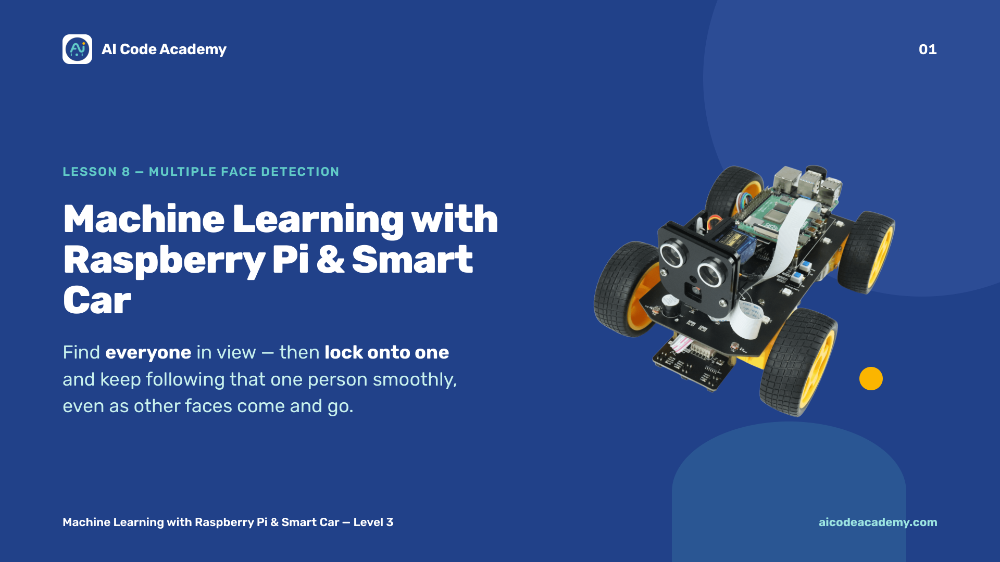 AI Code Academy
01
LESSON 8 — MULTIPLE FACE DETECTION
Machine Learning with
Raspberry Pi & Smart
Car
Find everyone in view — then lock onto one
and keep following that one person smoothly,
even as other faces come and go.
Machine Learning with Raspberry Pi & Smart Car — Level 3
aicodeacademy.com